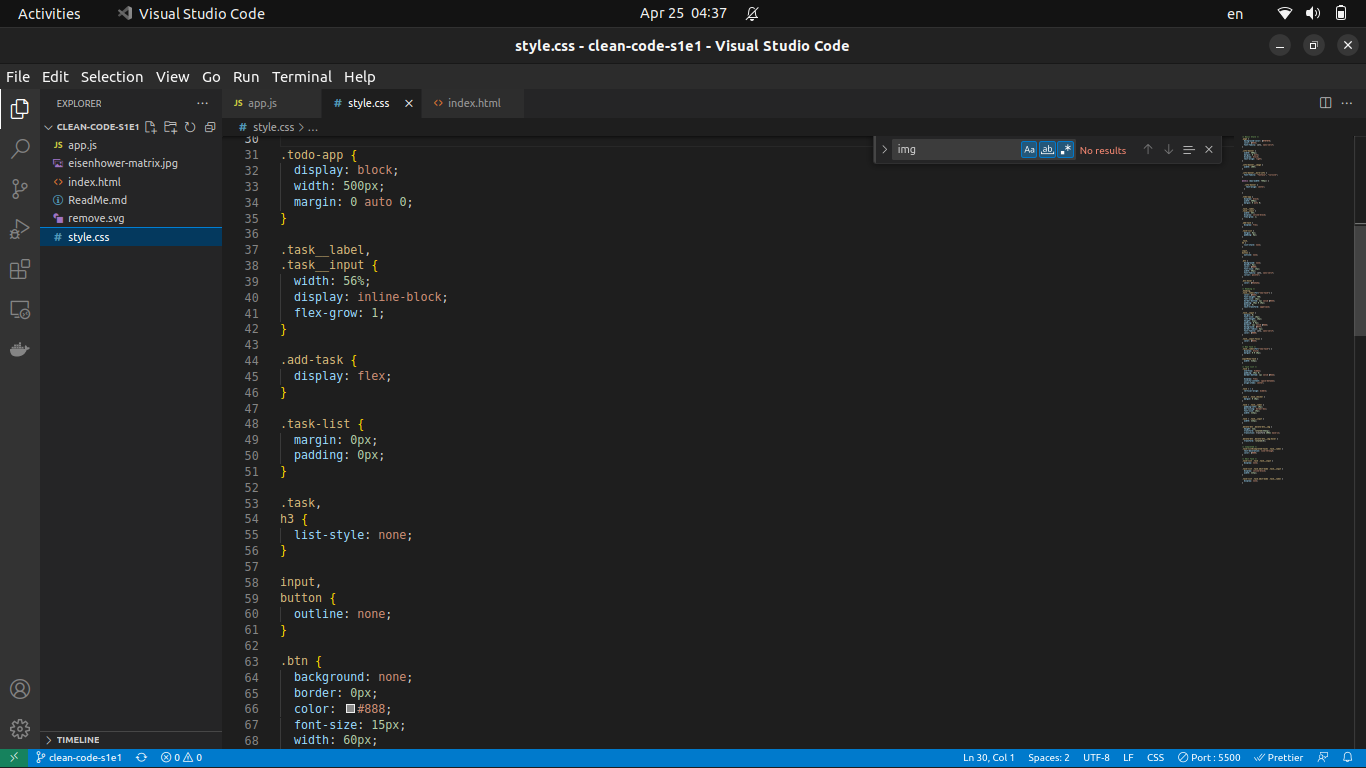 Activities
Visual Studio Code
Apr 25 04:37
en
style.css - clean-code-s1e1 - Visual Studio Code
File Edit Selection View Go Run Terminal Help
EXPLORER
CLEAN-CODE-S1E1
JS app.js
eisenhower-matrix.jpg
<> index.html
ReadMe.md
remove.svg
# style.css
TIMELINE
JS app.js
# style.css
<> index.html
# style.css > ...
img
Aa ab .*
No results
30
31 .todo-app {
32 display: block;
33 width: 500px;
34 margin: 0 auto 0;
35 }
36
37 .task__label,
38 .task__input {
39 width: 56%;
40 display: inline-block;
41 flex-grow: 1;
42 }
43
44 .add-task {
45 display: flex;
46 }
47
48 .task-list {
49 margin: 0px;
50 padding: 0px;
51 }
52
53 .task,
54 h3 {
55 list-style: none;
56 }
57
58 input,
59 button {
60 outline: none;
61 }
62
63 .btn {
64 background: none;
65 border: 0px;
66 color: #888;
67 font-size: 15px;
68 width: 60px;
clean-code-s1e1
0 0
Ln 30, Col 1
Spaces: 2
UTF-8
LF
CSS
Port : 5500
Prettier